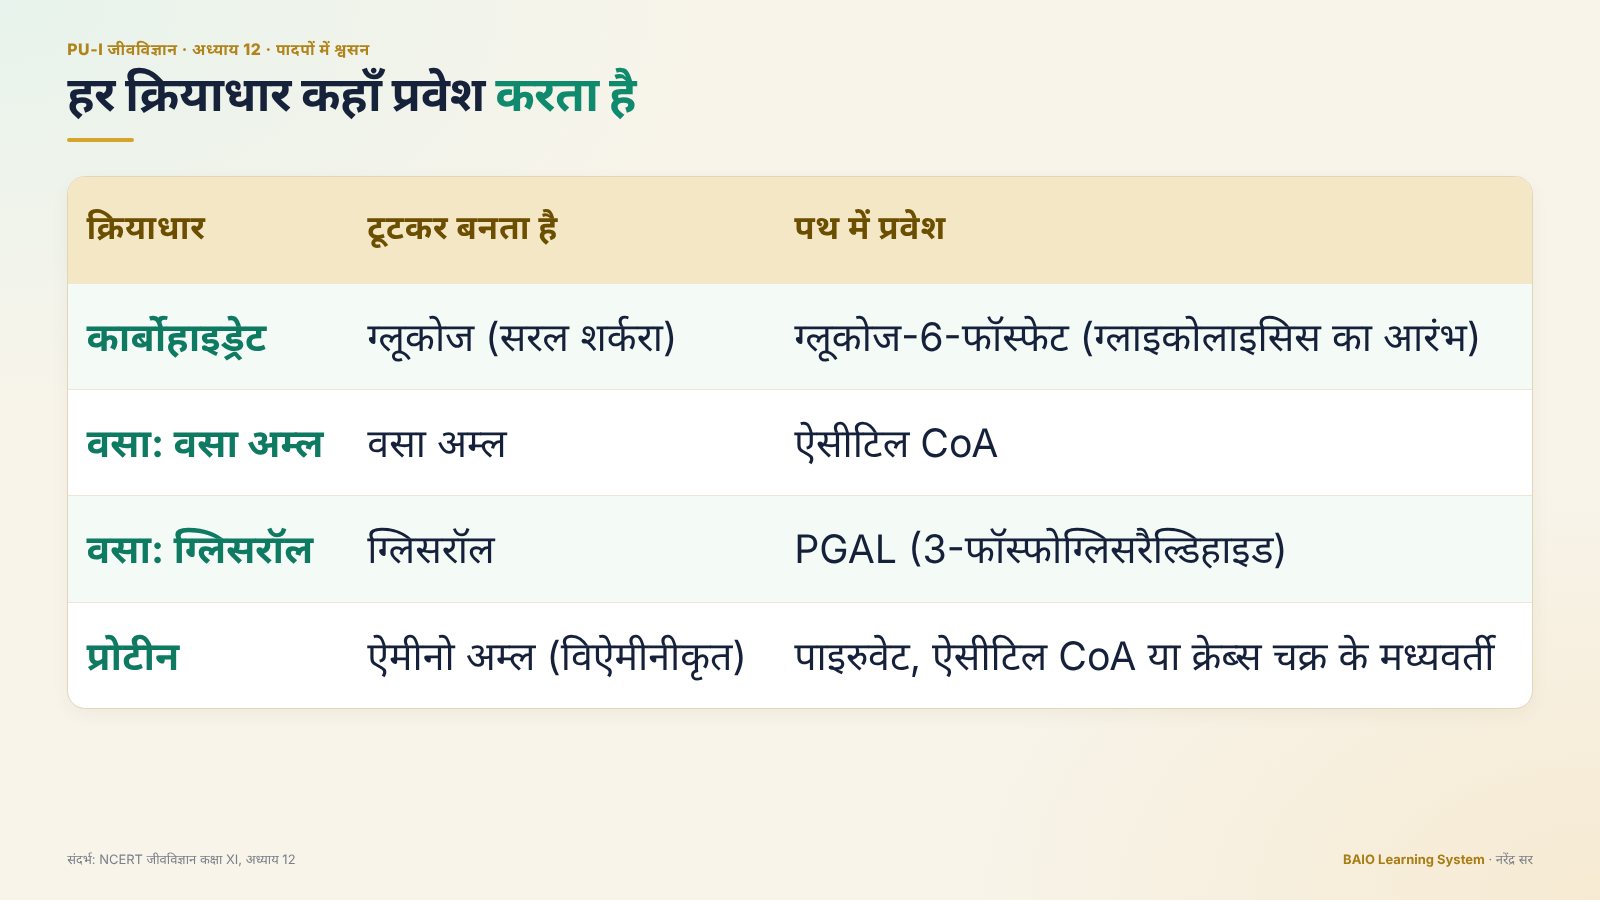 PU-I जीवविज्ञान · अध्याय 12 · पादपों में श्वसन
हर क्रियाधार कहाँ प्रवेश करता है
क्रियाधार टूटकर बनता है पथ में प्रवेश
कार्बोहाइड्रेट ग्लूकोज (सरल शर्करा) ग्लूकोज-6-फॉस्फेट (ग्लाइकोलाइसिस का आरंभ)
वसा: वसा अम्ल वसा अम्ल ऐसीटिल CoA
वसा: ग्लिसरॉल ग्लिसरॉल PGAL (3-फॉस्फोग्लिसरैल्डिहाइड)
प्रोटीन ऐमीनो अम्ल (विऐमीनीकृत) पाइरुवेट, ऐसीटिल CoA या क्रेब्स चक्र के मध्यवर्ती
संदर्भ: NCERT जीवविज्ञान कक्षा XI, अध्याय 12
BAIO Learning System · नरेंद्र सर